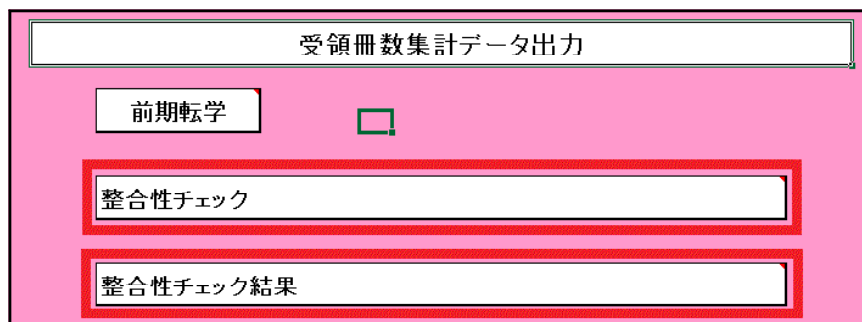 受領冊数集計データ出力
前期転学
整合性チェック
整合性チェック結果